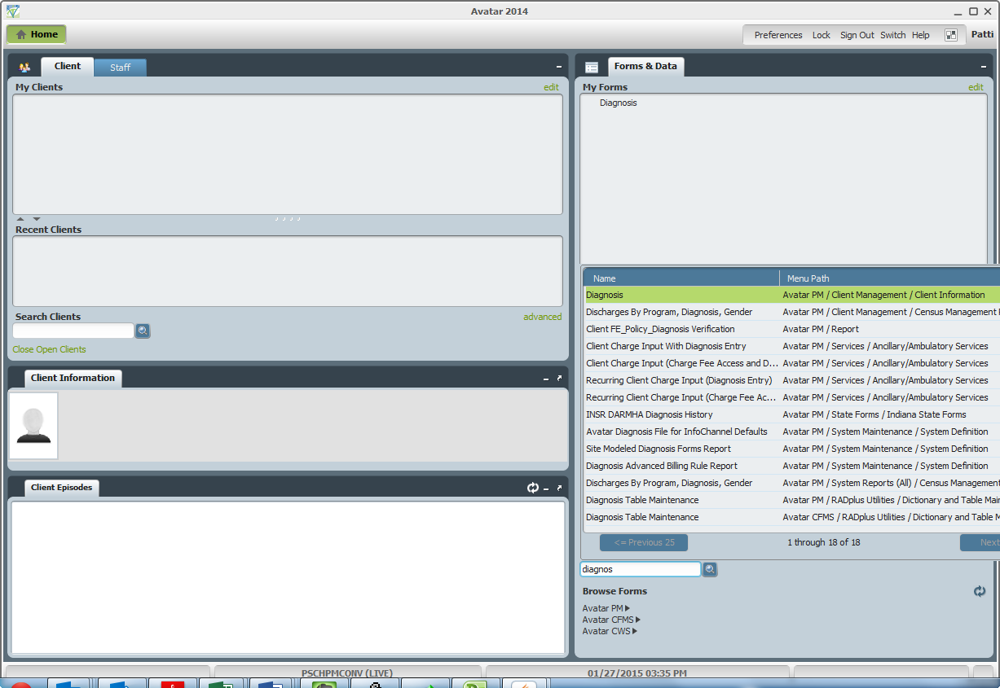 Avatar 2014
Home
Preferences Lock Sign Out Switch Help Patti
Client Staff
My Clients edit
Recent Clients
Search Clients advanced
Close Open Clients
Client Information
Client Episodes
Forms & Data
My Forms edit
Diagnosis
Name Menu Path
Diagnosis Avatar PM / Client Management / Client Information
Discharges By Program, Diagnosis, Gender Avatar PM / Client Management / Census Management
Client FE_Policy_Diagnosis Verification Avatar PM / Report
Client Charge Input With Diagnosis Entry Avatar PM / Services / Ancillary/Ambulatory Services
Client Charge Input (Charge Fee Access and D... Avatar PM / Services / Ancillary/Ambulatory Services
Recurring Client Charge Input (Diagnosis Entry) Avatar PM / Services / Ancillary/Ambulatory Services
Recurring Client Charge Input (Charge Fee Ac... Avatar PM / Services / Ancillary/Ambulatory Services
INSR DARMHA Diagnosis History Avatar PM / State Forms / Indiana State Forms
Avatar Diagnosis File for InfoChannel Defaults Avatar PM / System Maintenance / System Definition
Site Modeled Diagnosis Forms Report Avatar PM / System Maintenance / System Definition
Diagnosis Advanced Billing Rule Report Avatar PM / System Maintenance / System Definition
Discharges By Program, Diagnosis, Gender Avatar PM / System Reports (All) / Census Management
Diagnosis Table Maintenance Avatar PM / RADplus Utilities / Dictionary and Table Mai
Diagnosis Table Maintenance Avatar CFMS / RADplus Utilities / Dictionary and Table M
<= Previous 25 1 through 18 of 18 Next
diagnos
Browse Forms
Avatar PM
Avatar CFMS
Avatar CWS
PSCHPMCONV (LIVE) 01/27/2015 03:35 PM